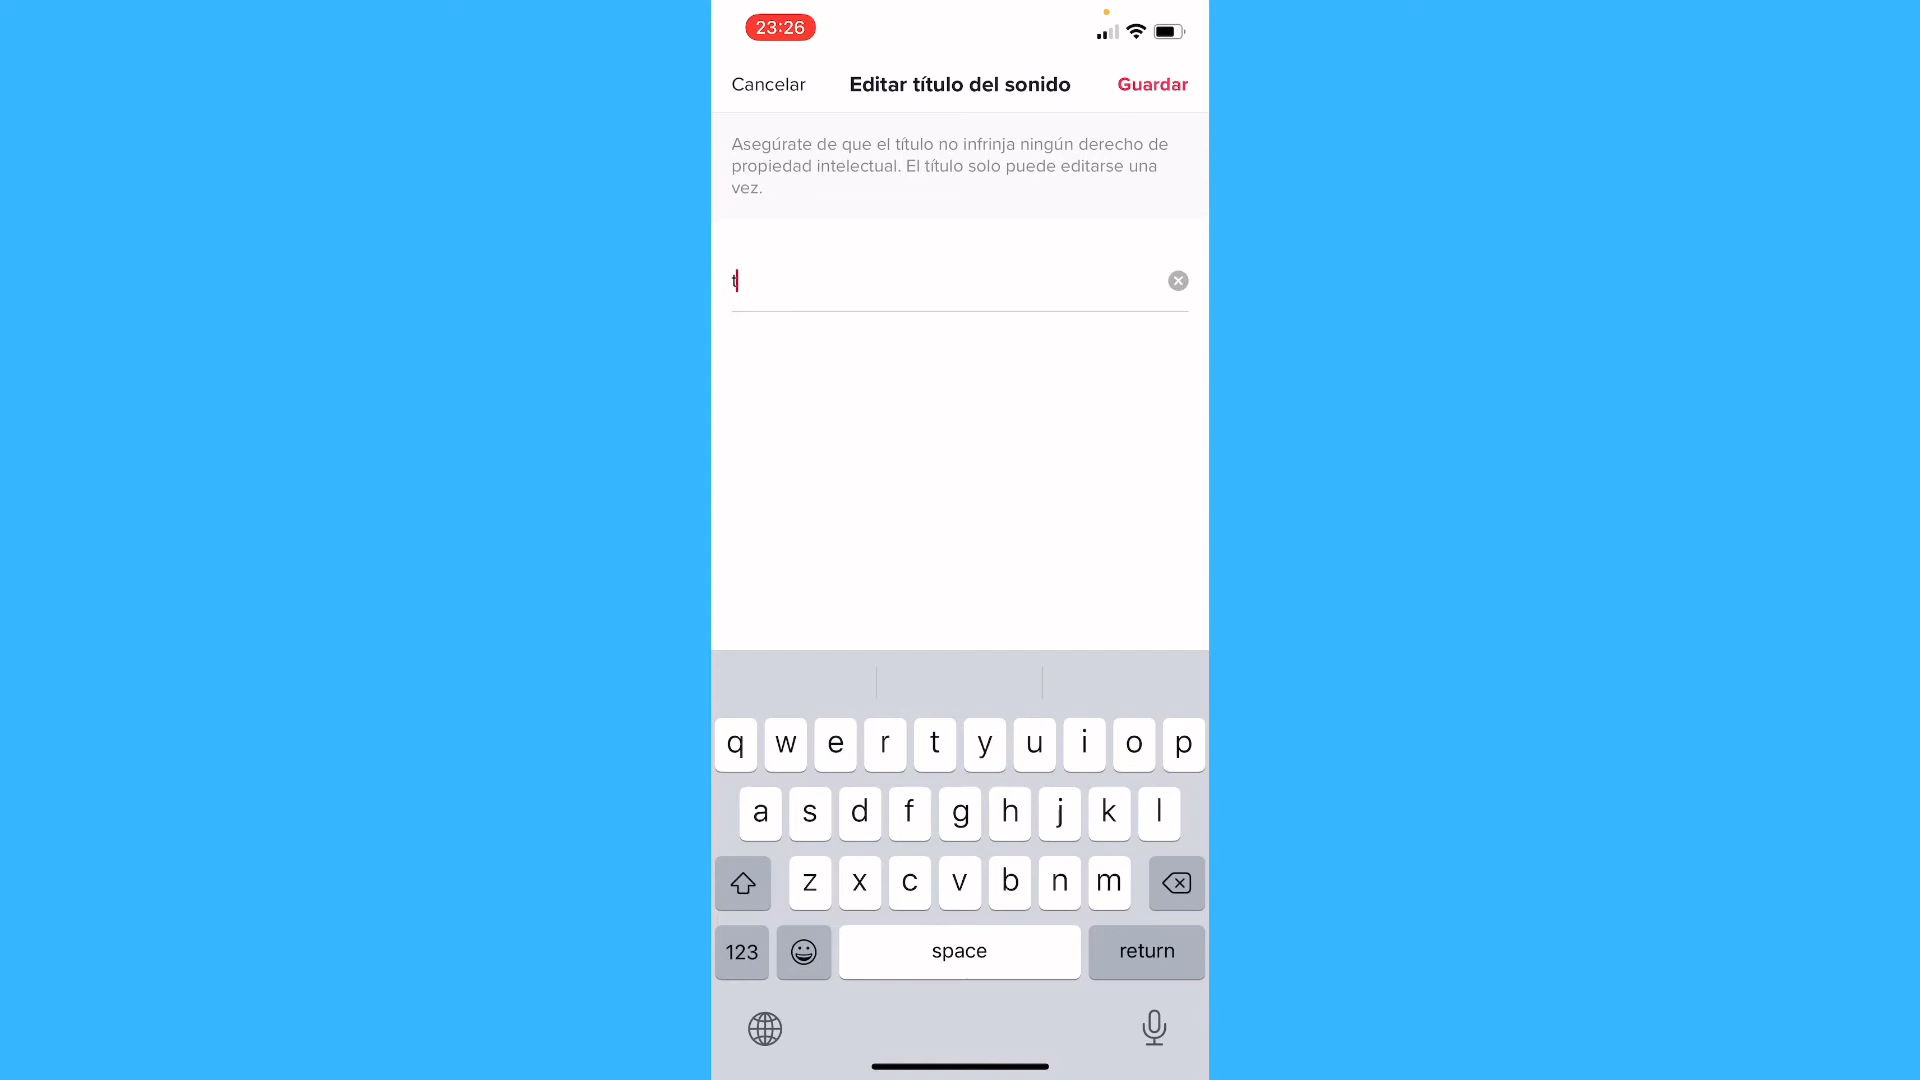 23:26
Cancelar Editar título del sonido Guardar
Asegúrate de que el título no infrinja ningún derecho de
propiedad intelectual. El título solo puede editarse una
vez.
t
q w e r t y u i o p
a s d f g h j k l
z x c v b n m
123 space return